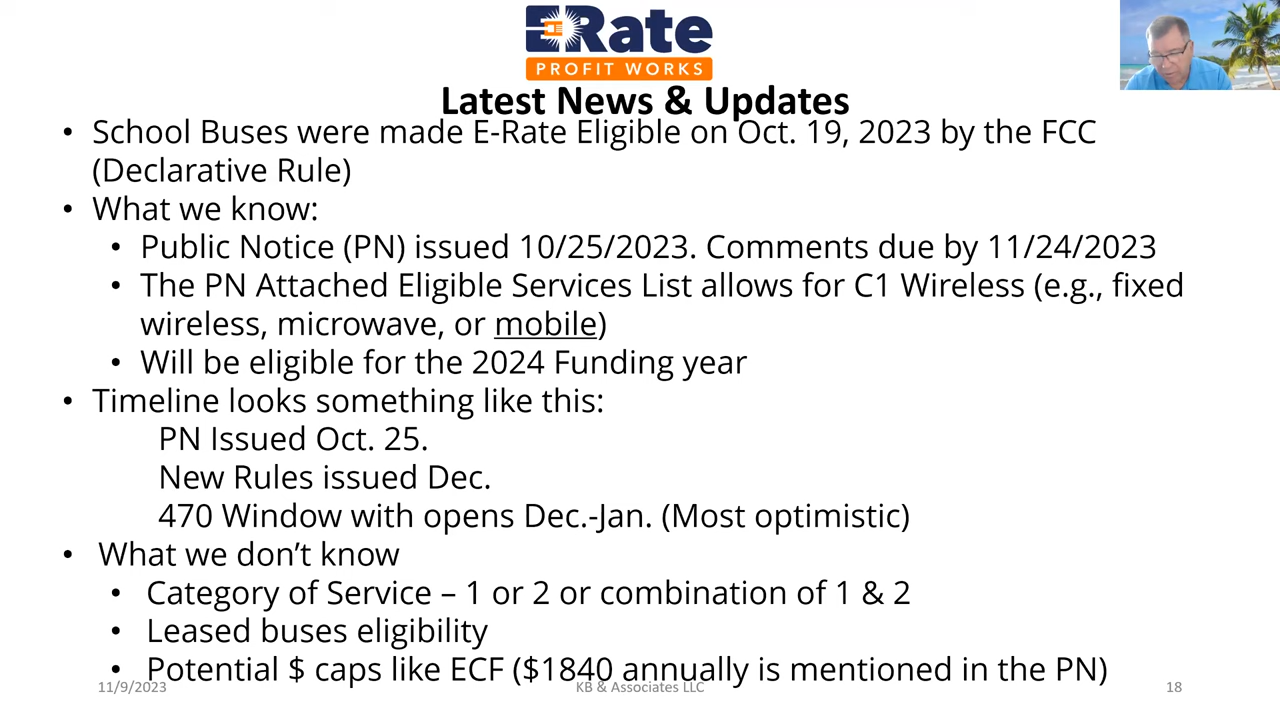 ERate
PROFIT WORKS
Latest News & Updates
• School Buses were made E-Rate Eligible on Oct. 19, 2023 by the FCC
(Declarative Rule)
• What we know:
• Public Notice (PN) issued 10/25/2023. Comments due by 11/24/2023
• The PN Attached Eligible Services List allows for C1 Wireless (e.g., fixed
wireless, microwave, or mobile)
• Will be eligible for the 2024 Funding year
• Timeline looks something like this:
PN Issued Oct. 25.
New Rules issued Dec.
470 Window with opens Dec.-Jan. (Most optimistic)
• What we don’t know
• Category of Service – 1 or 2 or combination of 1 & 2
• Leased buses eligibility
• Potential $ caps like ECF ($1840 annually is mentioned in the PN)
11/9/2023
KB & Associates LLC
18